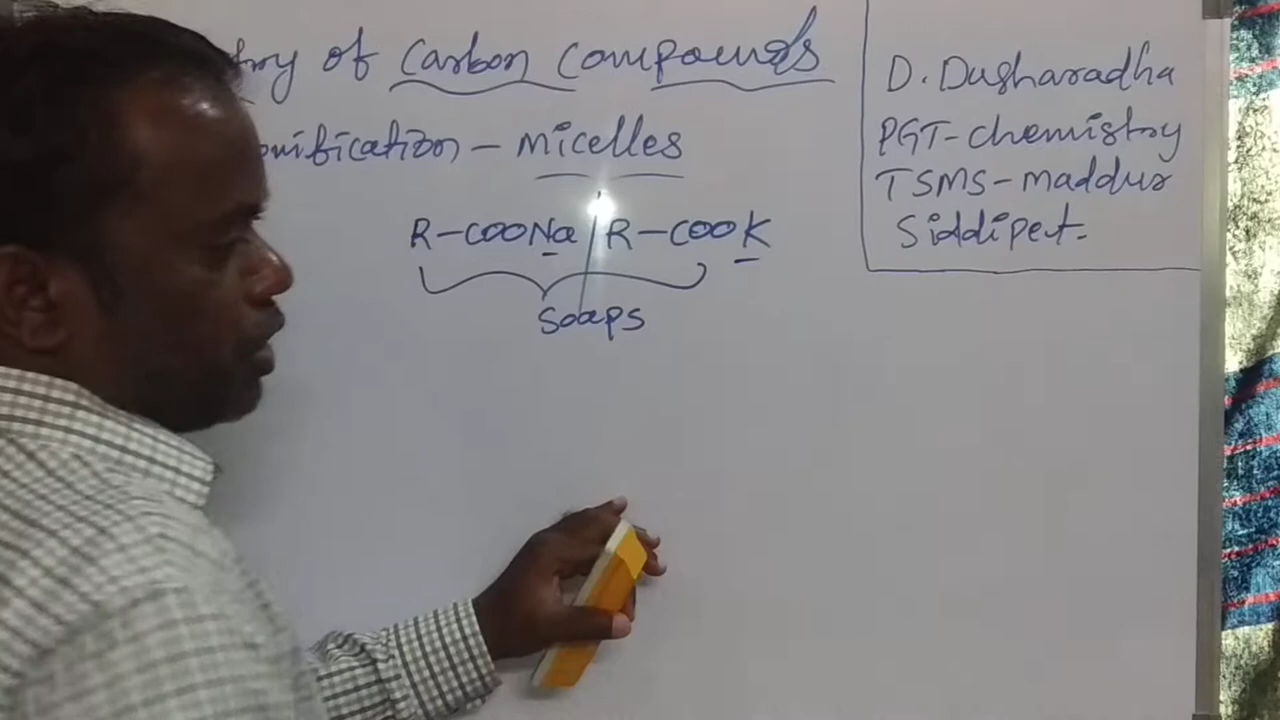 of Carbon Compounds
– Micelles
R–COONa / R–COOK
Soaps
D. Dusharadha
PGT-chemistry
TSMS-maddur
Siddipet.